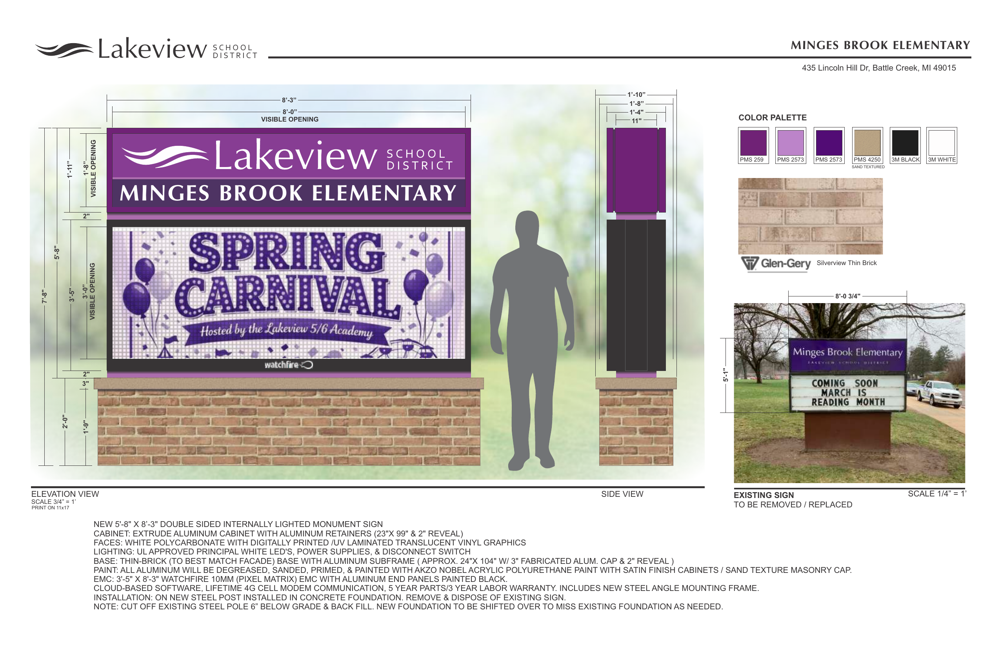 Lakeview SCHOOL DISTRICT
MINGES BROOK ELEMENTARY
435 Lincoln Hill Dr, Battle Creek, MI 49015
8’-3”
8’-0”
VISIBLE OPENING
1’-10”
1’-8”
1'-4"
11"
7'-8"
5'-8"
1'-11”
1’-8”
VISIBLE OPENING
2"
3'-5"
3’-0”
VISIBLE OPENING
2"
3"
2'-0"
1'-9"
Lakeview SCHOOL DISTRICT
MINGES BROOK ELEMENTARY
SPRING
CARNIVAL
Hosted by the Lakeview 5/6 Academy
watchfire
COLOR PALETTE
PMS 259
PMS 2573
PMS 2573
PMS 4250
3M BLACK
3M WHITE
SAND TEXTURED
Glen-Gery
Silverview Thin Brick
8'-0 3/4"
5'-1"
Minges Brook Elementary
LAKEVIEW SCHOOL DISTRICT
COMING SOON
MARCH IS
READING MONTH
ELEVATION VIEW
SCALE 3/4” = 1’
PRINT ON 11x17
SIDE VIEW
EXISTING SIGN
TO BE REMOVED / REPLACED
SCALE 1/4” = 1’
NEW 5'-8" X 8’-3" DOUBLE SIDED INTERNALLY LIGHTED MONUMENT SIGN
CABINET: EXTRUDE ALUMINUM CABINET WITH ALUMINUM RETAINERS (23"X 99" & 2" REVEAL)
FACES: WHITE POLYCARBONATE WITH DIGITALLY PRINTED /UV LAMINATED TRANSLUCENT VINYL GRAPHICS
LIGHTING: UL APPROVED PRINCIPAL WHITE LED'S, POWER SUPPLIES, & DISCONNECT SWITCH
BASE: THIN-BRICK (TO BEST MATCH FACADE) BASE WITH ALUMINUM SUBFRAME ( APPROX. 24"X 104" W/ 3" FABRICATED ALUM. CAP & 2" REVEAL )
PAINT: ALL ALUMINUM WILL BE DEGREASED, SANDED, PRIMED, & PAINTED WITH AKZO NOBEL ACRYLIC POLYURETHANE PAINT WITH SATIN FINISH CABINETS / SAND TEXTURE MASONRY CAP.
EMC: 3'-5" X 8'-3" WATCHFIRE 10MM (PIXEL MATRIX) EMC WITH ALUMINUM END PANELS PAINTED BLACK.
CLOUD-BASED SOFTWARE, LIFETIME 4G CELL MODEM COMMUNICATION, 5 YEAR PARTS/3 YEAR LABOR WARRANTY. INCLUDES NEW STEEL ANGLE MOUNTING FRAME.
INSTALLATION: ON NEW STEEL POST INSTALLED IN CONCRETE FOUNDATION. REMOVE & DISPOSE OF EXISTING SIGN.
NOTE: CUT OFF EXISTING STEEL POLE 6” BELOW GRADE & BACK FILL. NEW FOUNDATION TO BE SHIFTED OVER TO MISS EXISTING FOUNDATION AS NEEDED.